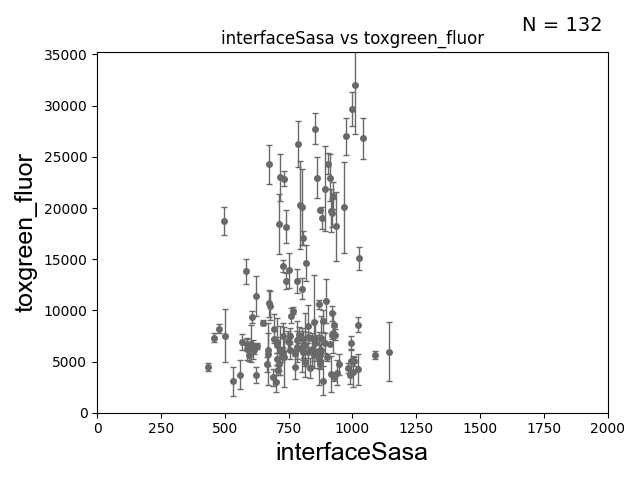 N = 132
interfaceSasa vs toxgreen_fluor
toxgreen_fluor
35000
30000
25000
20000
15000
10000
5000
0
0 250 500 750 1000 1250 1500 1750 2000
interfaceSasa